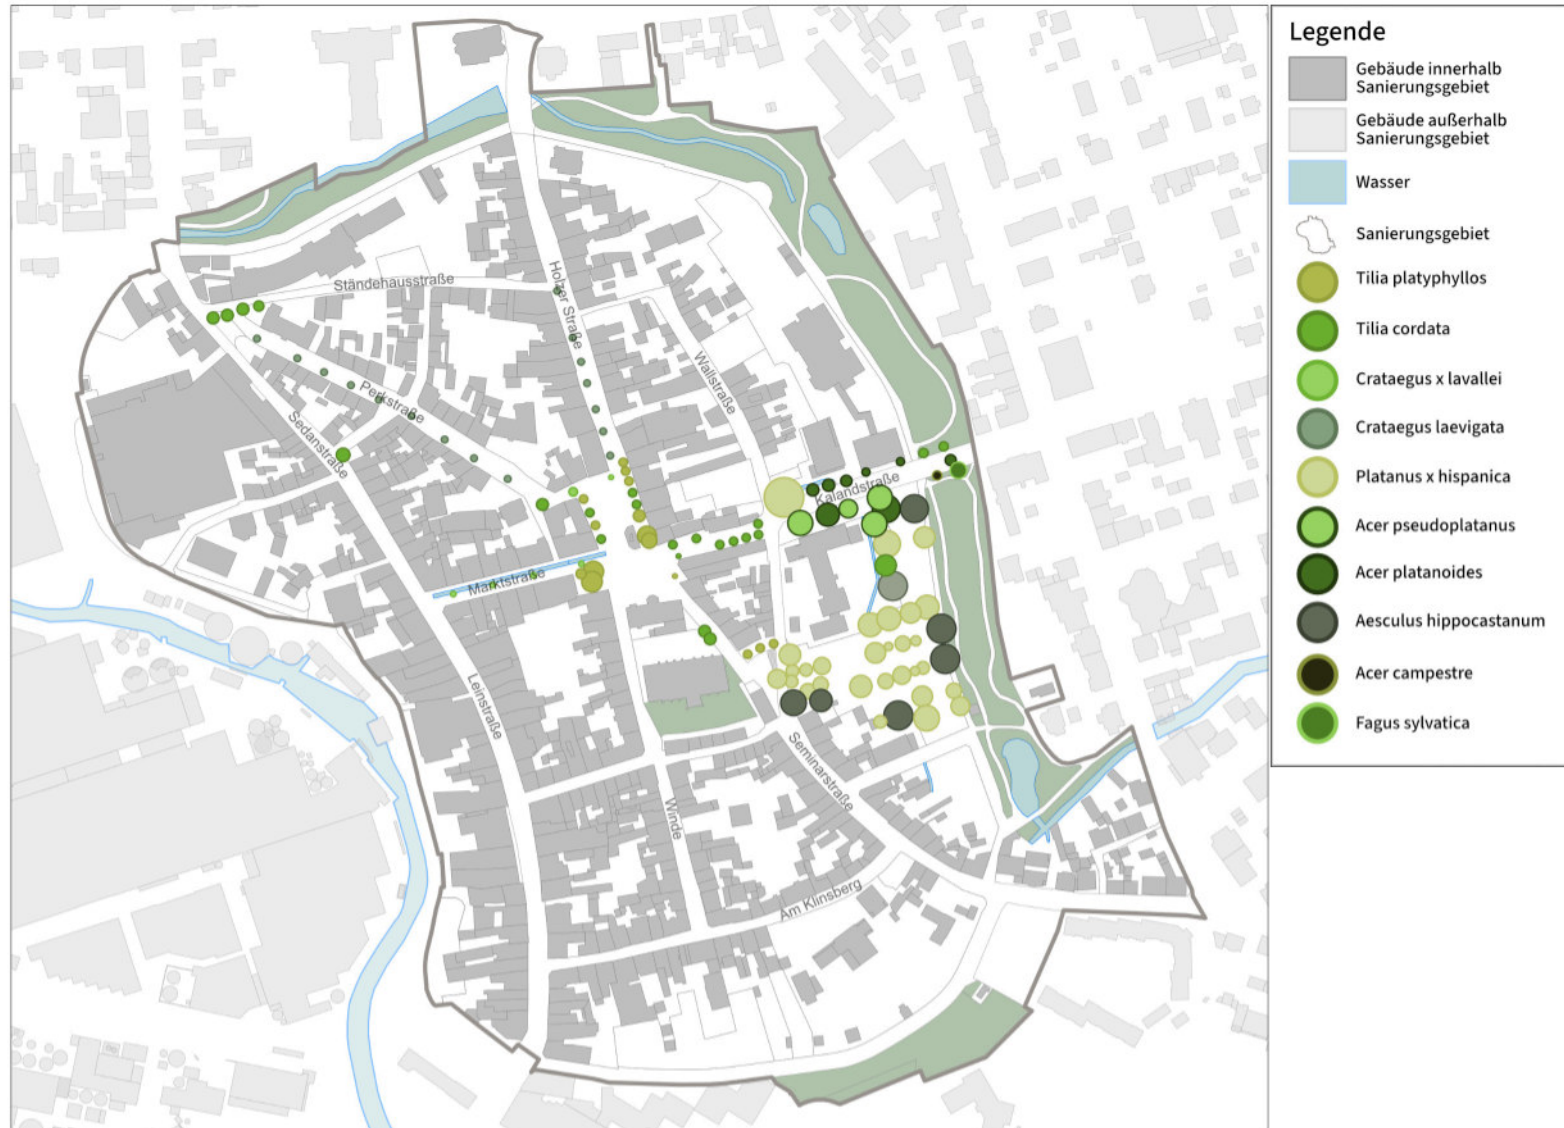 Legende
Gebäude innerhalb
Sanierungsgebiet
Gebäude außerhalb
Sanierungsgebiet
Wasser
Sanierungsgebiet
Tilia platyphyllos
Tilia cordata
Crataegus x lavallei
Crataegus laevigata
Platanus x hispanica
Acer pseudoplatanus
Acer platanoides
Aesculus hippocastanum
Acer campestre
Fagus sylvatica
Ständehausstraße
Holzer Straße
Wallstraße
Perkstraße
Sedanstraße
Kalandstraße
Marktstraße
Leinstraße
Seminarstraße
Winde
Am Klinsberg